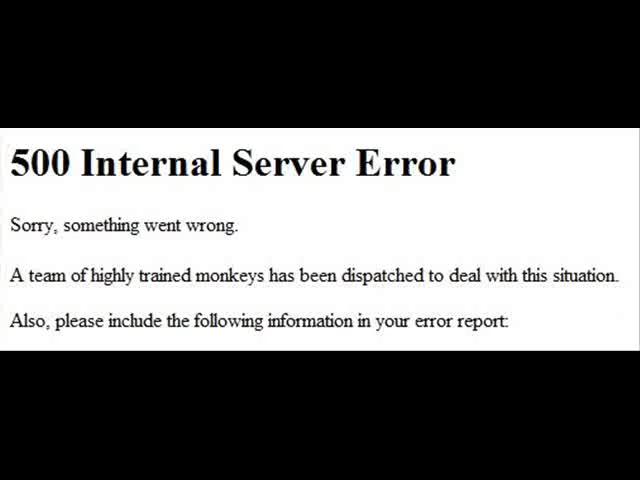 500 Internal Server Error
Sorry, something went wrong.
A team of highly trained monkeys has been dispatched to deal with this situation.
Also, please include the following information in your error report: